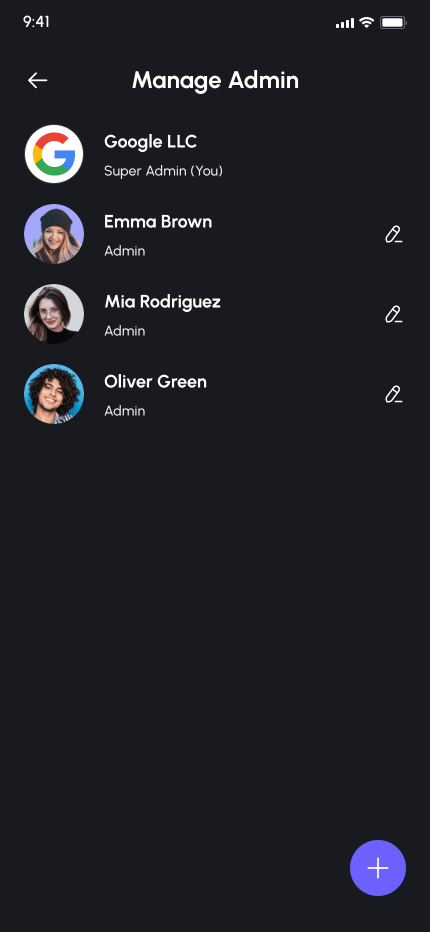 9:41
Manage Admin
Google LLC
Super Admin (You)
Emma Brown
Admin
Mia Rodriguez
Admin
Oliver Green
Admin